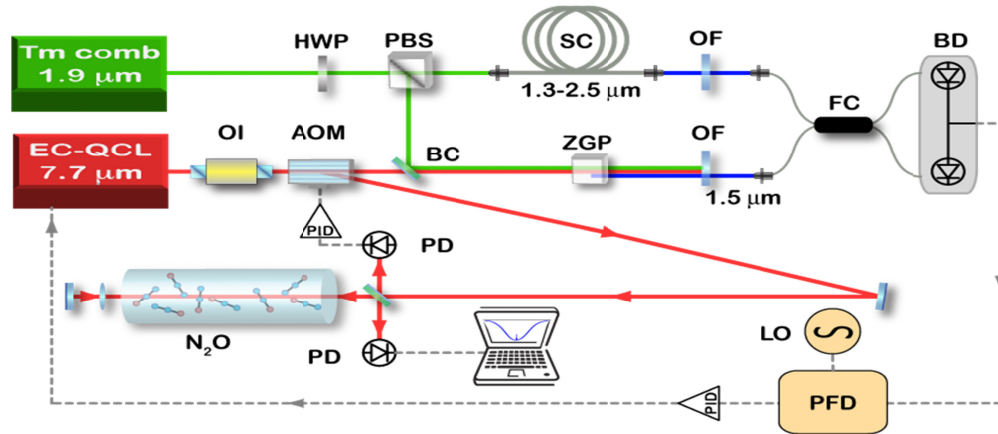 Tm comb
1.9 µm
HWP
PBS
SC
1.3-2.5 µm
OF
BD
FC
EC-QCL
7.7 µm
OI
AOM
BC
ZGP
OF
1.5 µm
PID
PD
N₂O
PD
LO
PID
PFD